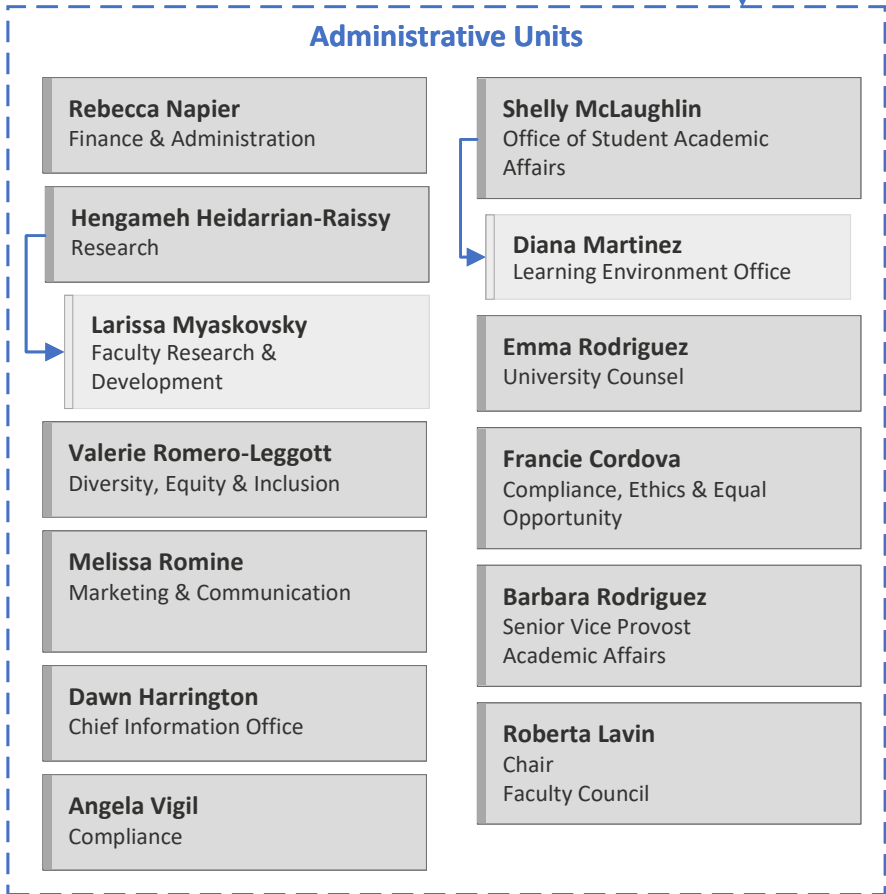 Administrative Units
Rebecca Napier
Finance & Administration
Hengameh Heidarrian-Raissy
Research
Larissa Myaskovsky
Faculty Research &
Development
Valerie Romero-Leggott
Diversity, Equity & Inclusion
Melissa Romine
Marketing & Communication
Dawn Harrington
Chief Information Office
Angela Vigil
Compliance
Shelly McLaughlin
Office of Student Academic
Affairs
Diana Martinez
Learning Environment Office
Emma Rodriguez
University Counsel
Francie Cordova
Compliance, Ethics & Equal
Opportunity
Barbara Rodriguez
Senior Vice Provost
Academic Affairs
Roberta Lavin
Chair
Faculty Council